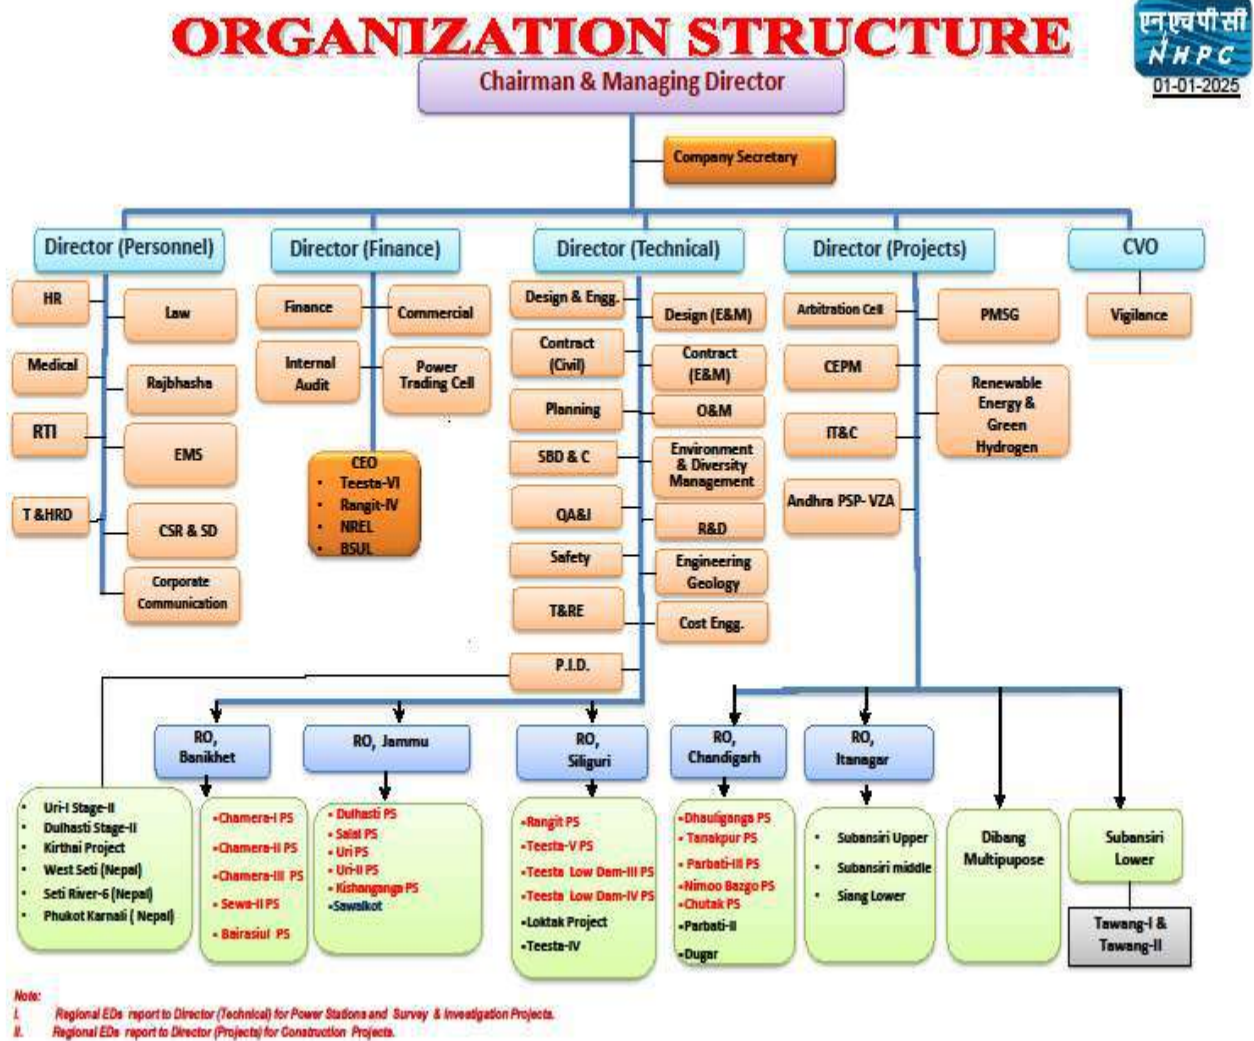 ORGANIZATION STRUCTURE
एन एच पी सी
NHPC
01-01-2025
Chairman & Managing Director
Company Secretary
Director (Personnel)
Director (Finance)
Director (Technical)
Director (Projects)
CVO
HR
Law
Medical
Rajbhasha
RTI
EMS
T &HRD
CSR & SD
Corporate
Communication
Finance
Commercial
Internal
Audit
Power
Trading Cell
CEO
• Teesta-VI
• Rangit-IV
• NREL
• BSUL
Design & Engg.
Design (E&M)
Contract
(Civil)
Contract
(E&M)
Planning
O&M
SBD & C
Environment
& Diversity
Management
QA&I
R&D
Safety
Engineering
Geology
T&RE
Cost Engg.
P.I.D.
Arbitration Cell
PMSG
CEPM
Renewable
Energy &
Green
Hydrogen
IT&C
Andhra PSP- VZA
Vigilance
RO,
Banikhet
RO, Jammu
RO,
Siliguri
RO,
Chandigarh
RO,
Itanagar
• Uri-I Stage-II
• Dulhasti Stage-II
• Kirthai Project
• West Seti (Nepal)
• Seti River-6 (Nepal)
• Phukot Karnali ( Nepal)
•Chamera-I PS
•Chamera-II PS
•Chamera-III PS
• Sewa-II PS
• Bairasiul PS
• Dulhasti PS
• Salal PS
• Uri PS
• Uri-II PS
•Kishanganga PS
•Sawalkot
•Rangit PS
•Teesta-V PS
•Teesta Low Dam-III PS
•Teesta Low Dam-IV PS
•Loktak Project
•Teesta-IV
•Dhauliganga PS
• Tanakpur PS
• Parbati-III PS
•Nimoo Bazgo PS
•Chutak PS
•Parbati-II
•Dugar
• Subansiri Upper
• Subansiri middle
• Siang Lower
Dibang
Multipupose
Subansiri
Lower
Tawang-I &
Tawang-II
Note:
I. Regional EDs report to Director (Technical) for Power Stations and Survey & Investigation Projects.
II. Regional EDs report to Director (Projects) for Construction Projects.